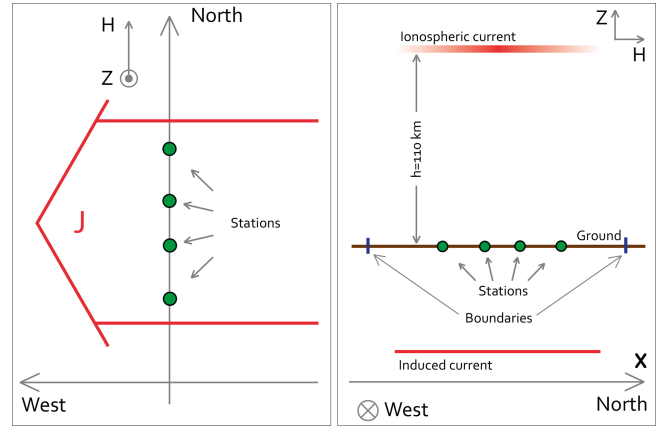 North
H
Z
J
Stations
West
Z
H
Ionospheric current
h=110 km
Ground
Stations
Boundaries
Induced current
X
North
West